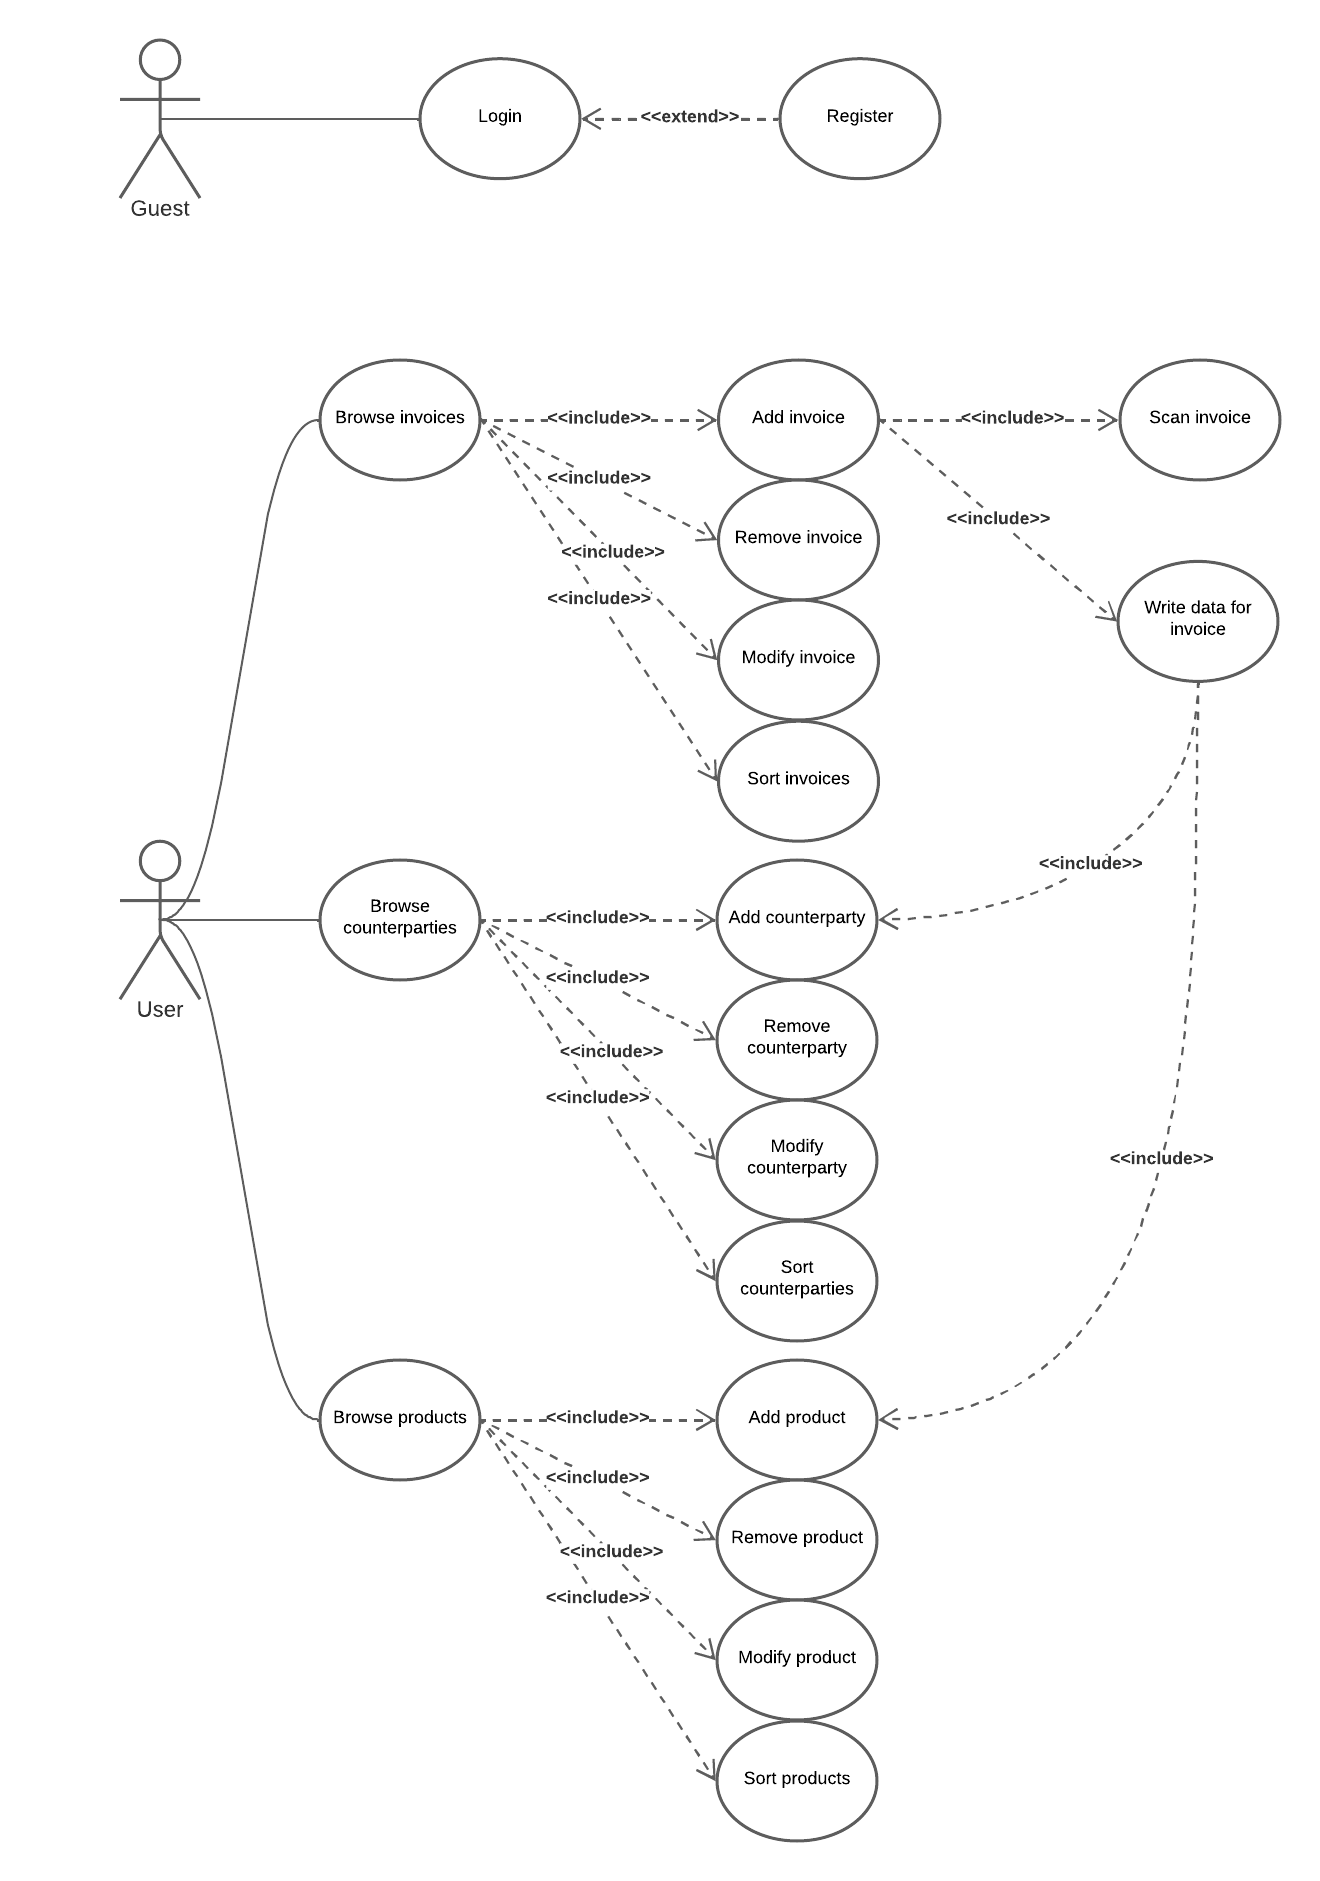 Login
<<extend>>
Register
Guest
Browse invoices
<<include>>
Add invoice
<<include>>
Scan invoice
<<include>>
Remove invoice
<<include>>
<<include>>
<<include>>
Write data for
invoice
Modify invoice
Sort invoices
<<include>>
User
Browse
counterparties
<<include>>
Add counterparty
<<include>>
Remove
counterparty
<<include>>
<<include>>
Modify
counterparty
<<include>>
Sort
counterparties
Browse products
<<include>>
Add product
<<include>>
Remove product
<<include>>
<<include>>
Modify product
Sort products